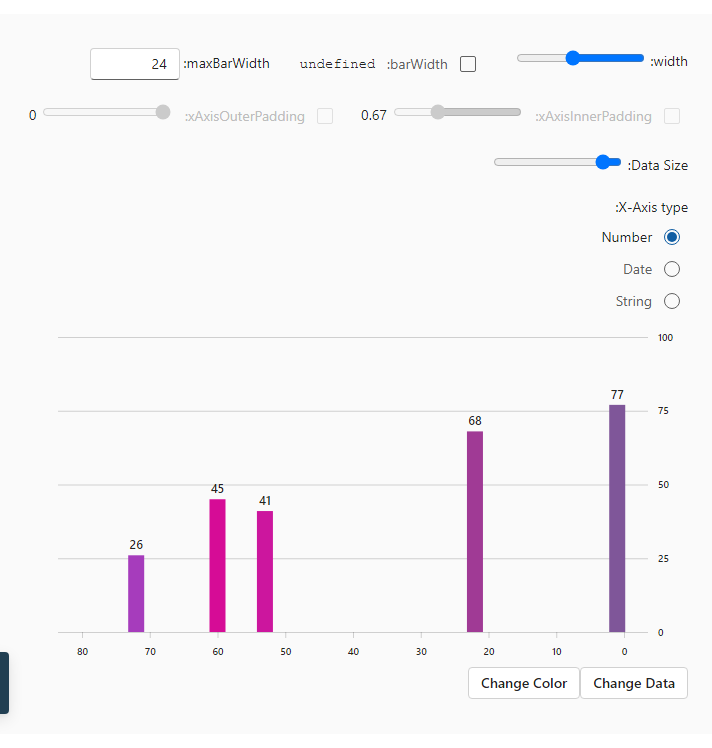 width:
barWidth: undefined
maxBarWidth: 24
xAxisInnerPadding: 0.67
xAxisOuterPadding: 0
Data Size:
X-Axis type:
Number
Date
String
100
75
50
25
0
77
68
41
45
26
0 10 20 30 40 50 60 70 80
Change Data
Change Color